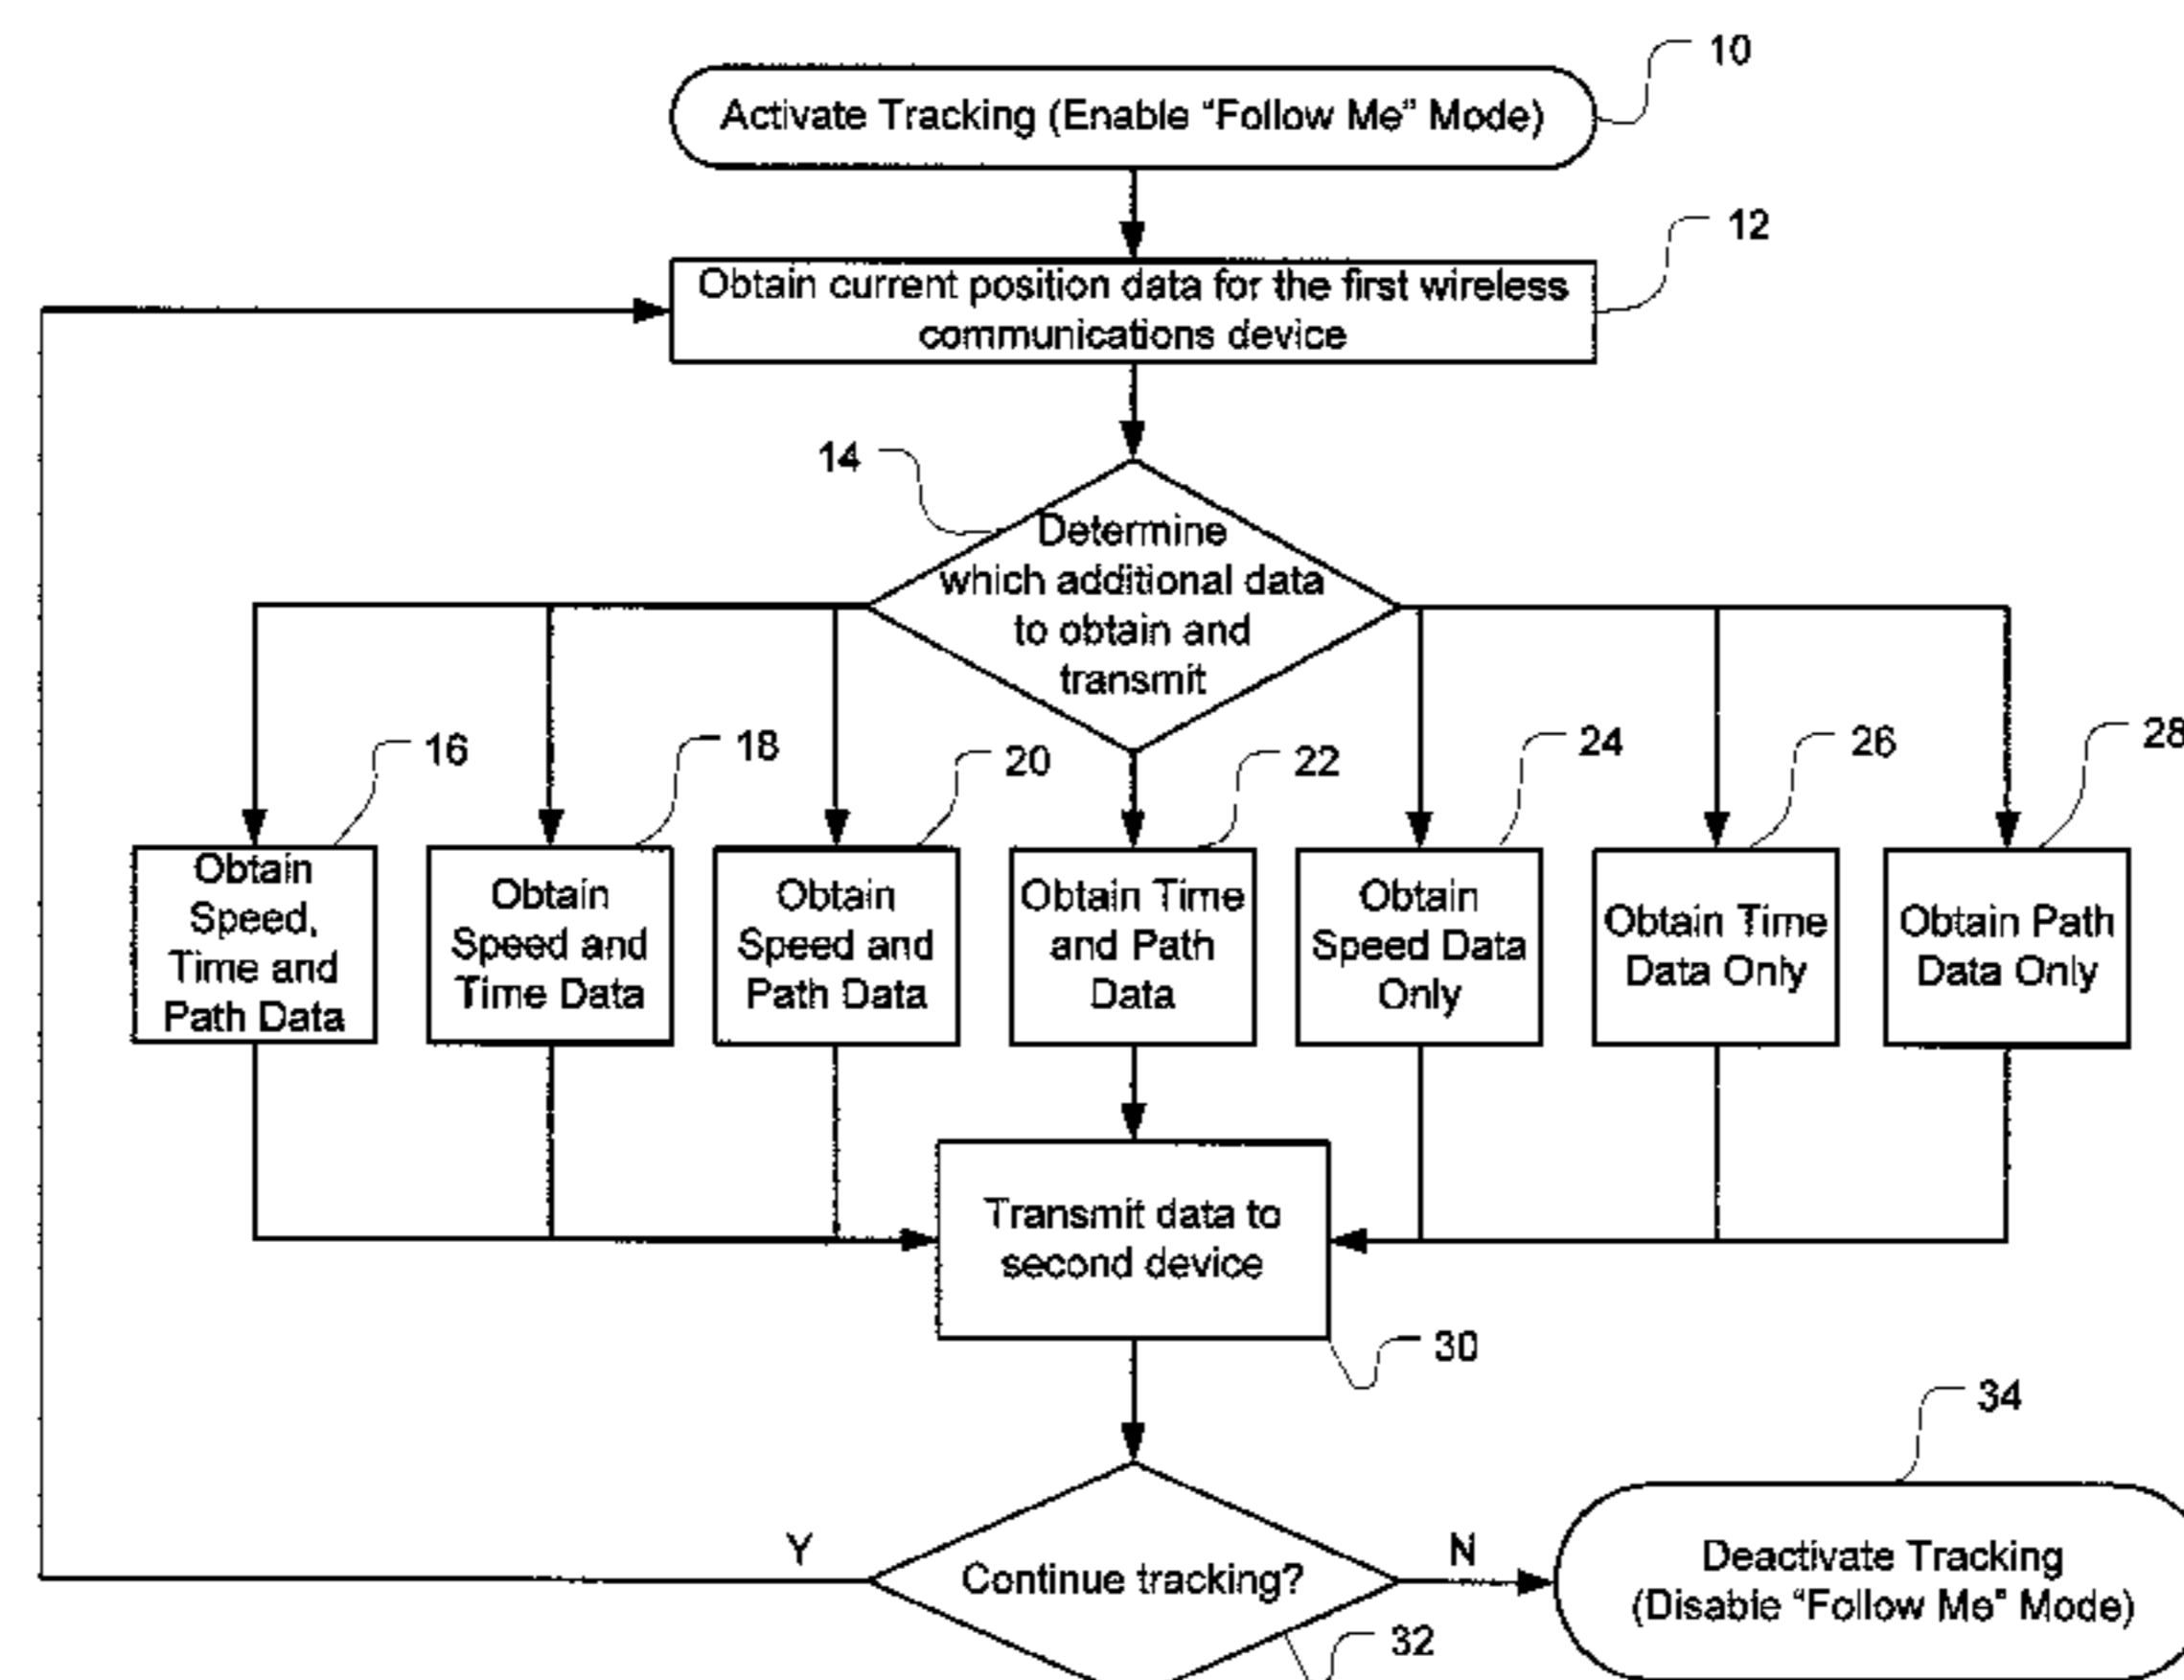 10
Activate Tracking (Enable “Follow Me” Mode)
12
Obtain current position data for the first wireless
communications device
14
Determine
which additional data
to obtain and
transmit
16
18
20
22
24
26
28
Obtain
Speed,
Time and
Path Data
Obtain
Speed and
Time Data
Obtain
Speed and
Path Data
Obtain Time
and Path
Data
Obtain
Speed Data
Only
Obtain Time
Data Only
Obtain Path
Data Only
Transmit data to
second device
30
34
Y
Continue tracking?
N
Deactivate Tracking
(Disable “Follow Me” Mode)
32